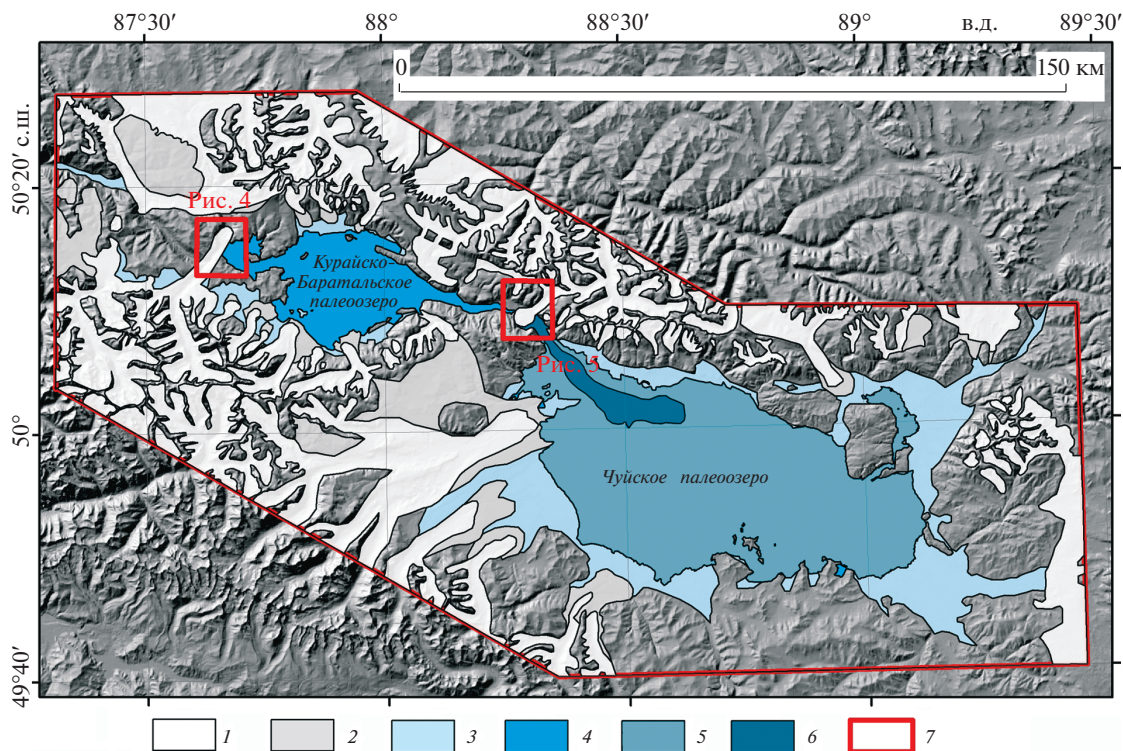 87°30′ 88° 88°30′ 89° в.д. 89°30′
0 150 км
50°20′ с.ш.
Рис. 4
Курайско-
Баратальское
палеоозеро
Рис. 5
50°
Чуйское палеоозеро
49°40′
1 2 3 4 5 6 7